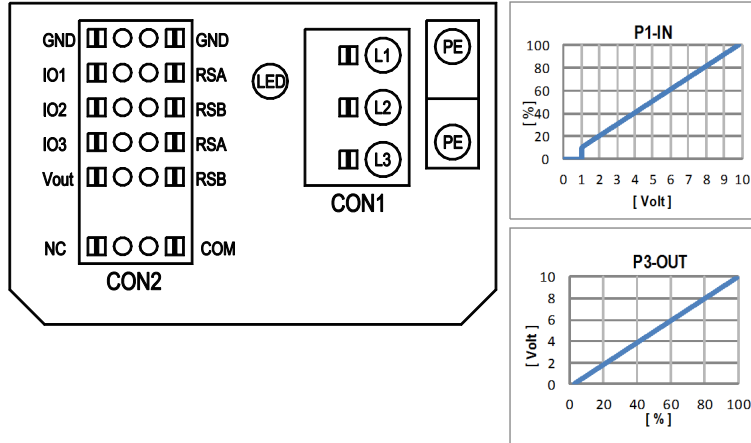 GND GND
IO1 RSA
IO2 RSB
IO3 RSA
Vout RSB
NC COM
CON2
LED
L1
L2
L3
CON1
PE
PE
P1-IN
100
80
60
40
20
0
[ % ]
0 1 2 3 4 5 6 7 8 9 10
[ Volt ]
P3-OUT
10
8
6
4
2
0
[ Volt ]
0 20 40 60 80 100
[ % ]